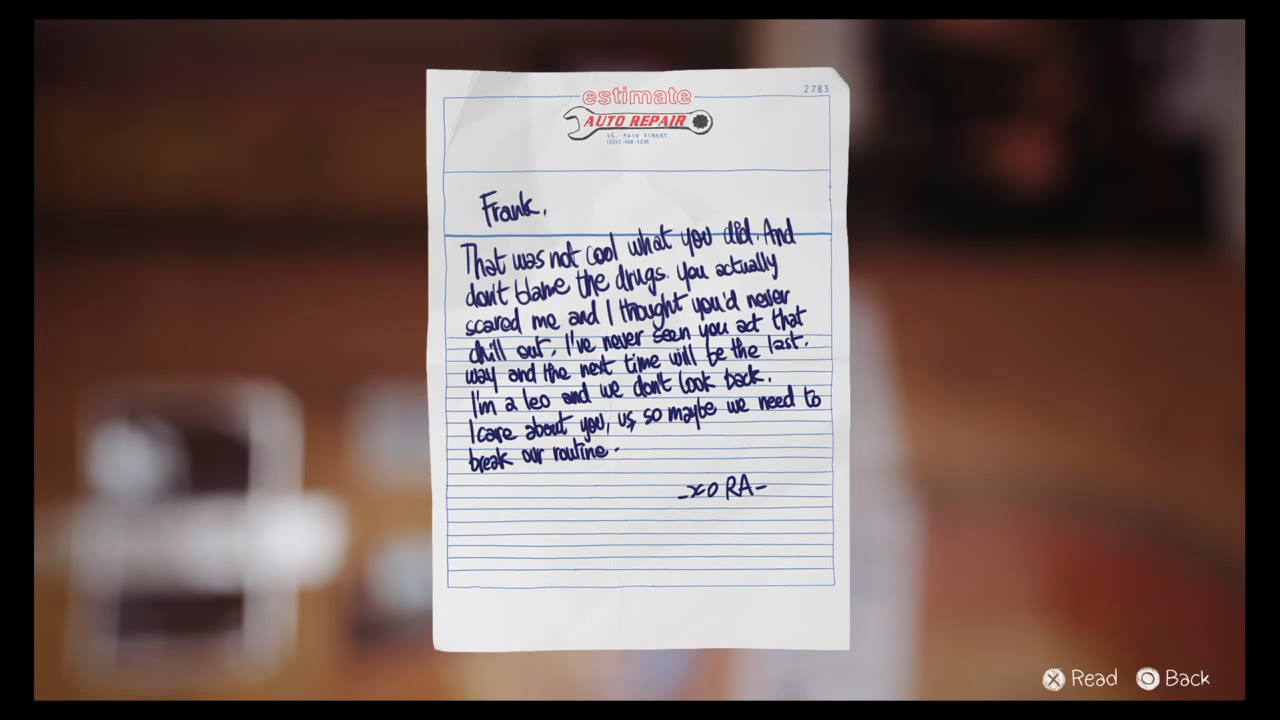 2783
estimate
AUTO REPAIR
Frank,
That was not cool what you did. And
don't blame the drugs. You actually
scared me and I thought you'd never
chill out. I've never seen you act that
way and the next time will be the last.
I'm a leo and we don't look back.
I care about you, us, so maybe we need to
break our routine.
-xo RA-
Read
Back